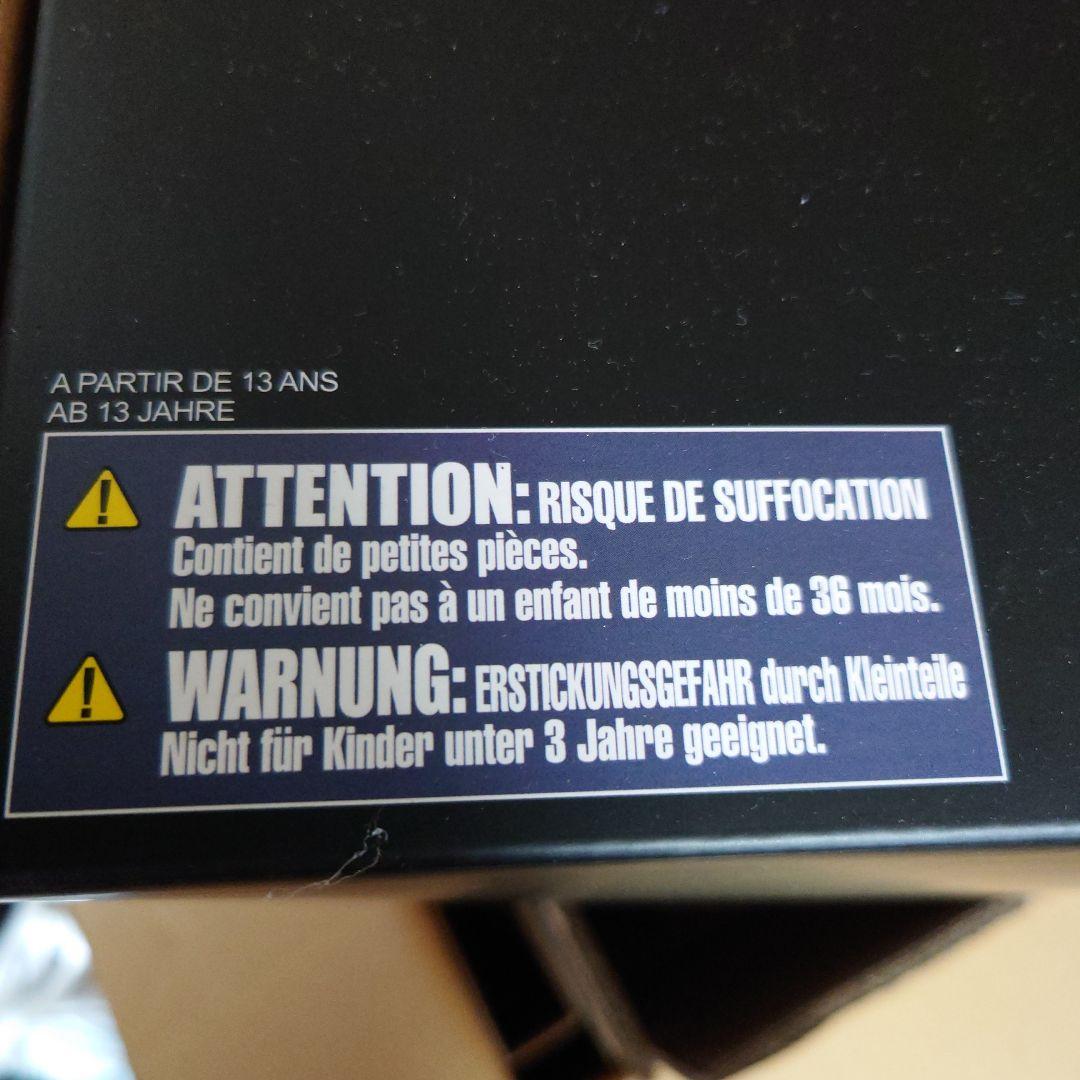 A PARTIR DE 13 ANS
AB 13 JAHRE
ATTENTION: RISQUE DE SUFFOCATION
Contient de petites pièces.
Ne convient pas à un enfant de moins de 36 mois.
WARNUNG: ERSTICKUNGSGEFAHR durch Kleinteile
Nicht für Kinder unter 3 Jahre geeignet.